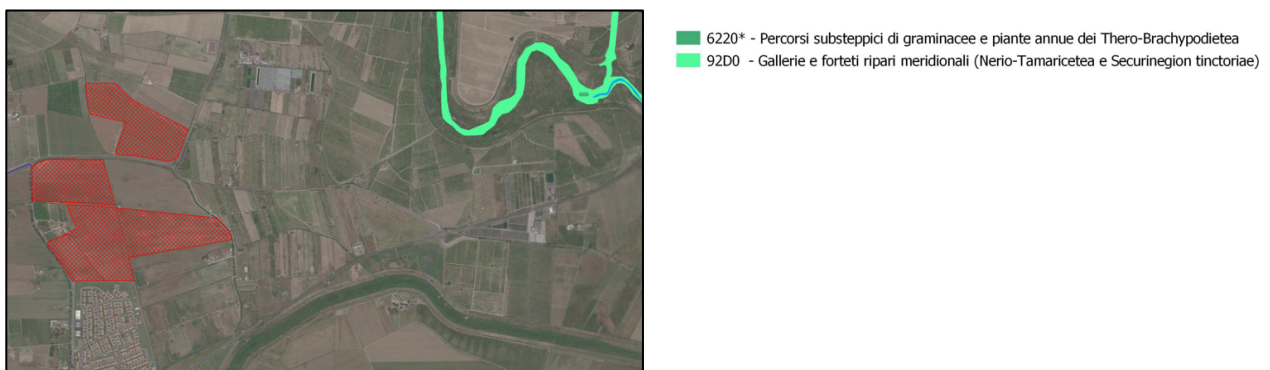 6220* - Percorsi substeppici di graminacee e piante annue dei Thero-Brachypodietea
92D0 - Gallerie e forteti ripari meridionali (Nerio-Tamaricetea e Securinegion tinctoriae)